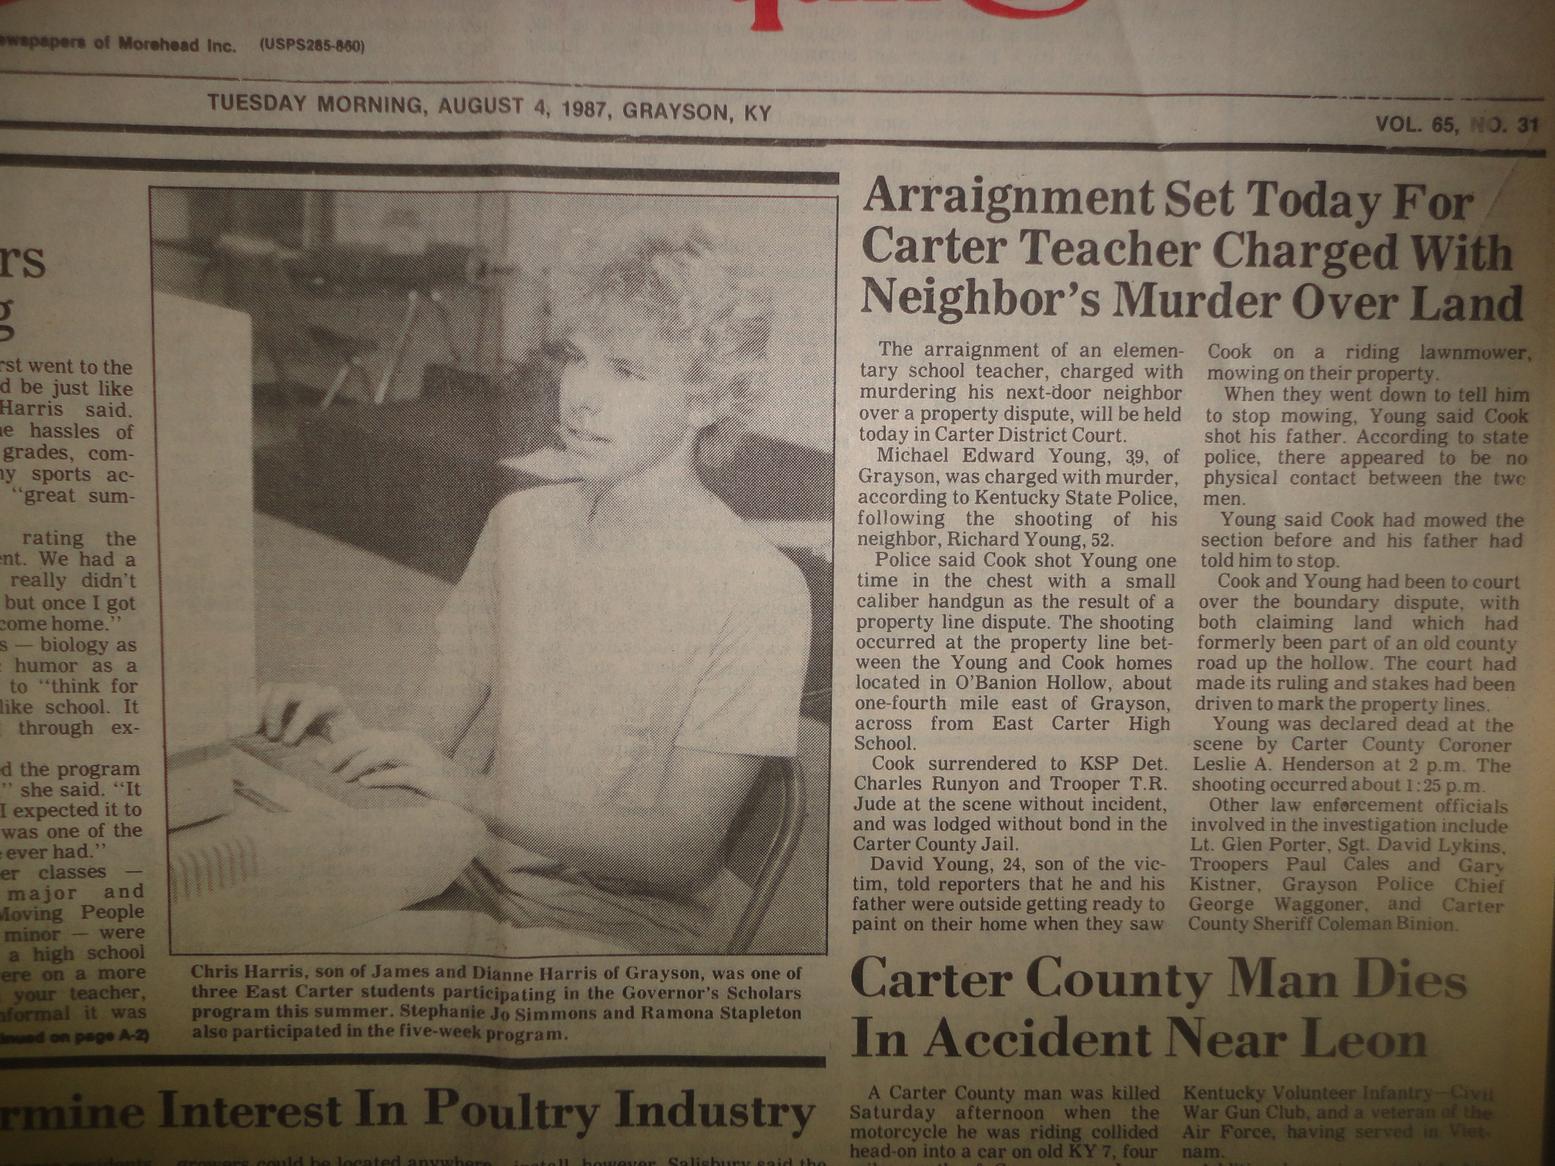 ewspapers of Morehead Inc. (USPS285-860)
TUESDAY MORNING, AUGUST 4, 1987, GRAYSON, KY
VOL. 65, NO. 31
rs
g
rst went to the
d be just like
Harris said.
e hassles of
grades, com-
y sports ac-
"great sum-
rating the
nt. We had a
really didn't
but once I got
come home."
s — biology as
humor as a
to "think for
like school. It
through ex-
d the program
" she said. "It
I expected it to
was one of the
ever had."
er classes —
major and
Moving People
minor — were
a high school
ere on a more
your teacher,
nformal it was
inued on page A-2)
Chris Harris, son of James and Dianne Harris of Grayson, was one of
three East Carter students participating in the Governor's Scholars
program this summer. Stephanie Jo Simmons and Ramona Stapleton
also participated in the five-week program.
rmine Interest In Poultry Industry
growers could be located anywhere
install, however, Salisbury said the
Arraignment Set Today For
Carter Teacher Charged With
Neighbor's Murder Over Land
The arraignment of an elemen-
tary school teacher, charged with
murdering his next-door neighbor
over a property dispute, will be held
today in Carter District Court.
Michael Edward Young, 39, of
Grayson, was charged with murder,
according to Kentucky State Police,
following the shooting of his
neighbor, Richard Young, 52.
Police said Cook shot Young one
time in the chest with a small
caliber handgun as the result of a
property line dispute. The shooting
occurred at the property line bet-
ween the Young and Cook homes
located in O'Banion Hollow, about
one-fourth mile east of Grayson,
across from East Carter High
School.
Cook surrendered to KSP Det.
Charles Runyon and Trooper T.R.
Jude at the scene without incident,
and was lodged without bond in the
Carter County Jail.
David Young, 24, son of the vic-
tim, told reporters that he and his
father were outside getting ready to
paint on their home when they saw
Cook on a riding lawnmower,
mowing on their property.
When they went down to tell him
to stop mowing, Young said Cook
shot his father. According to state
police, there appeared to be no
physical contact between the two
men.
Young said Cook had mowed the
section before and his father had
told him to stop.
Cook and Young had been to court
over the boundary dispute, with
both claiming land which had
formerly been part of an old county
road up the hollow. The court had
made its ruling and stakes had been
driven to mark the property lines.
Young was declared dead at the
scene by Carter County Coroner
Leslie A. Henderson at 2 p.m. The
shooting occurred about 1:25 p.m.
Other law enforcement officials
involved in the investigation include
Lt. Glen Porter, Sgt. David Lykins,
Troopers Paul Cales and Gary
Kistner, Grayson Police Chief
George Waggoner, and Carter
County Sheriff Coleman Binion.
Carter County Man Dies
In Accident Near Leon
A Carter County man was killed
Saturday afternoon when the
motorcycle he was riding collided
head-on into a car on old KY 7, four
Kentucky Volunteer Infantry—Civil
War Gun Club, and a veteran of the
Air Force, having served in Viet-
nam.